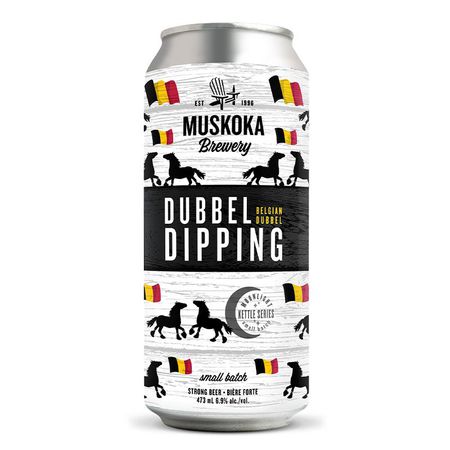 EST 1996
MUSKOKA
Brewery
DUBBEL
BELGIAN
DUBBEL
DIPPING
MOONLIGHT
KETTLE SERIES
small batch
small batch
STRONG BEER • BIÈRE FORTE
473 mL 6.9% alc./vol.